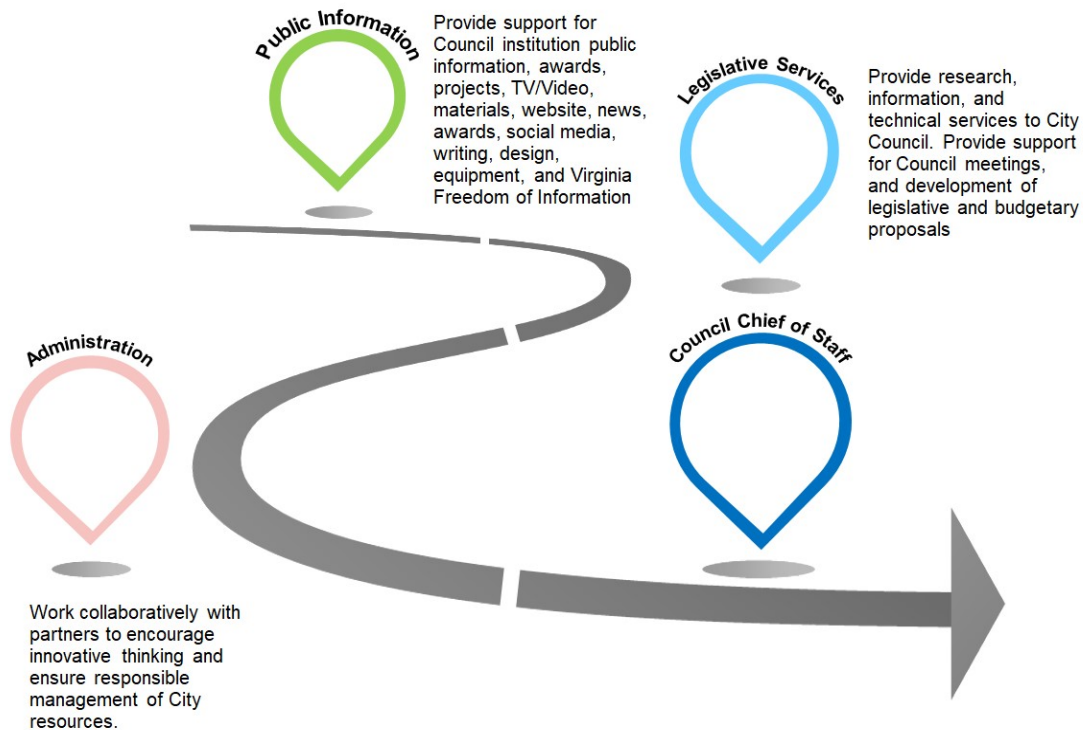 Public Information
Provide support for
Council institution public
information, awards,
projects, TV/Video,
materials, website, news,
awards, social media,
writing, design,
equipment, and Virginia
Freedom of Information
Legislative Services
Provide research,
information, and
technical services to City
Council. Provide support
for Council meetings,
and development of
legislative and budgetary
proposals
Administration
Work collaboratively with
partners to encourage
innovative thinking and
ensure responsible
management of City
resources.
Council Chief of Staff